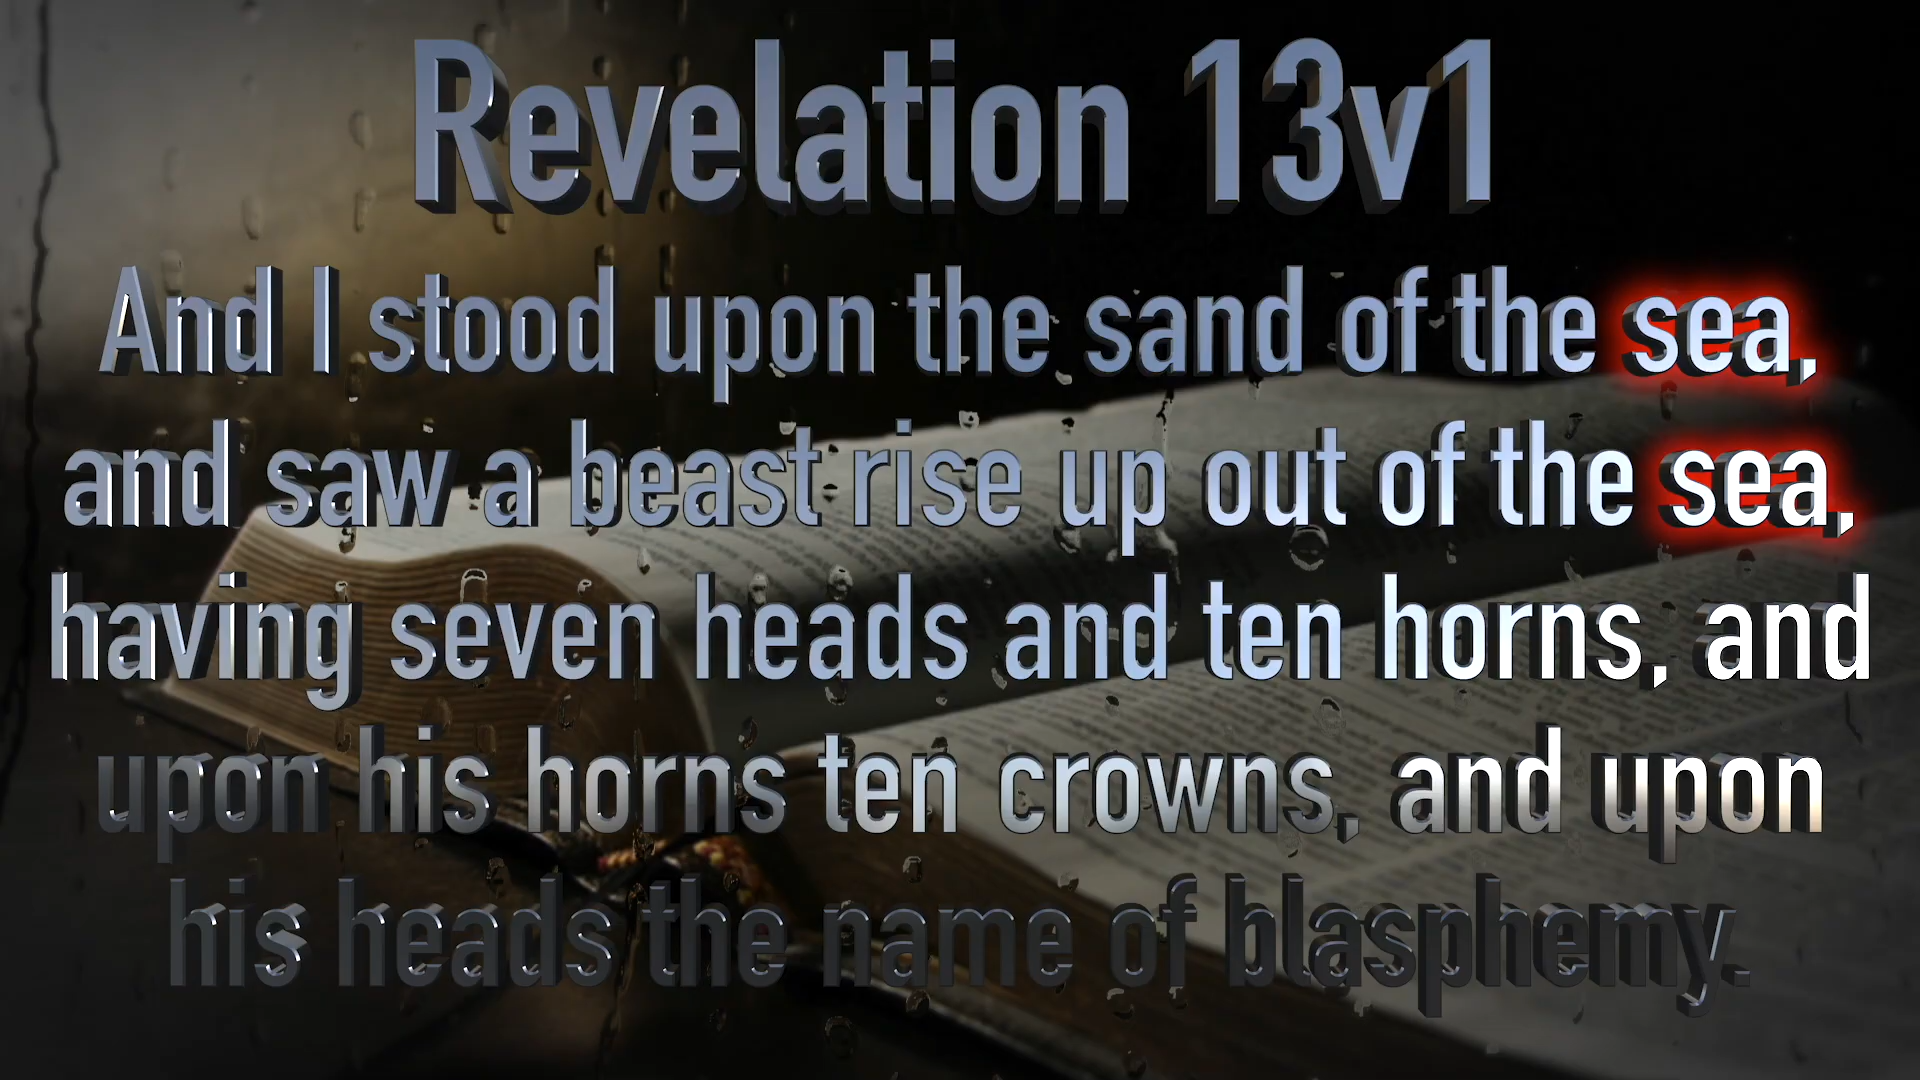 Revelation 13v1
And I stood upon the sand of the sea,
and saw a beast rise up out of the sea,
having seven heads and ten horns, and
upon his horns ten crowns, and upon
his heads the name of blasphemy.